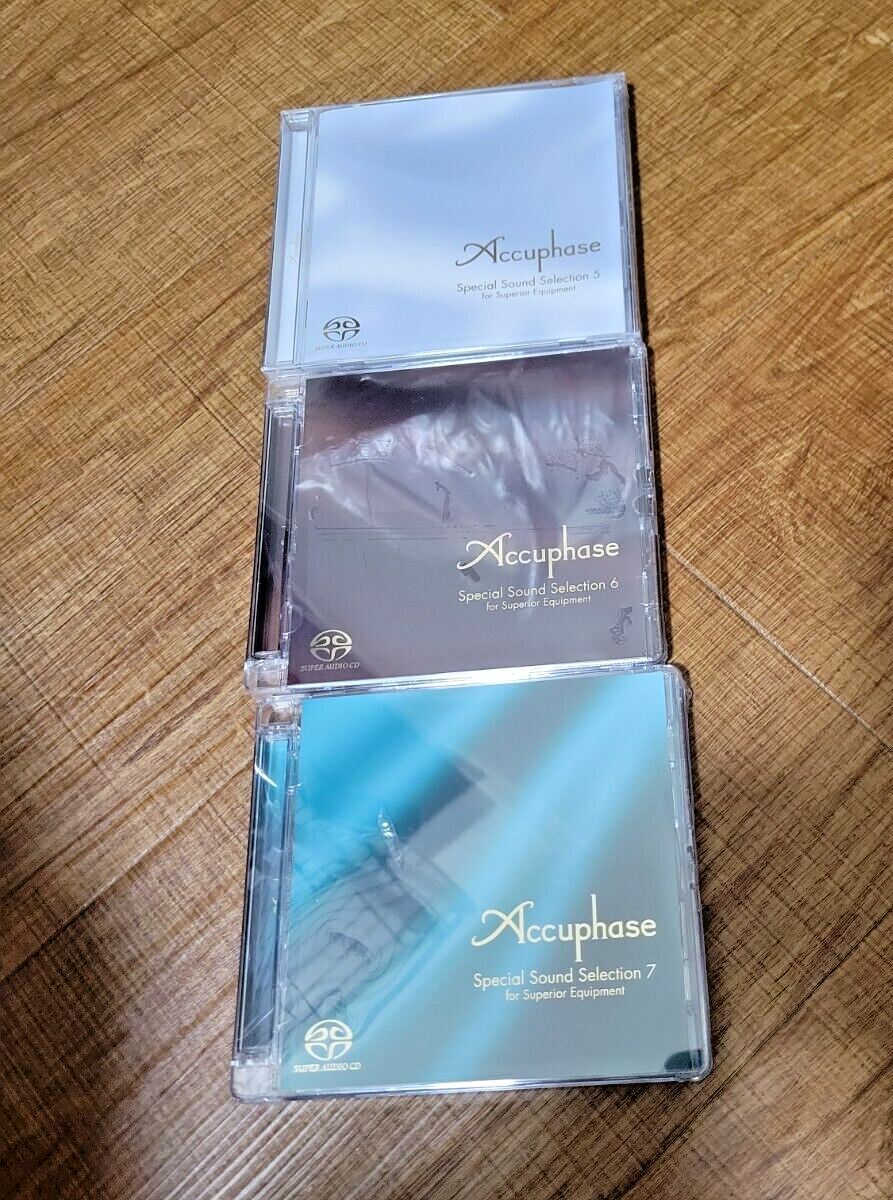 Accuphase
Special Sound Selection 5
for Superior Equipment
SUPER AUDIO CD
Accuphase
Special Sound Selection 6
for Superior Equipment
SUPER AUDIO CD
Accuphase
Special Sound Selection 7
for Superior Equipment
SUPER AUDIO CD